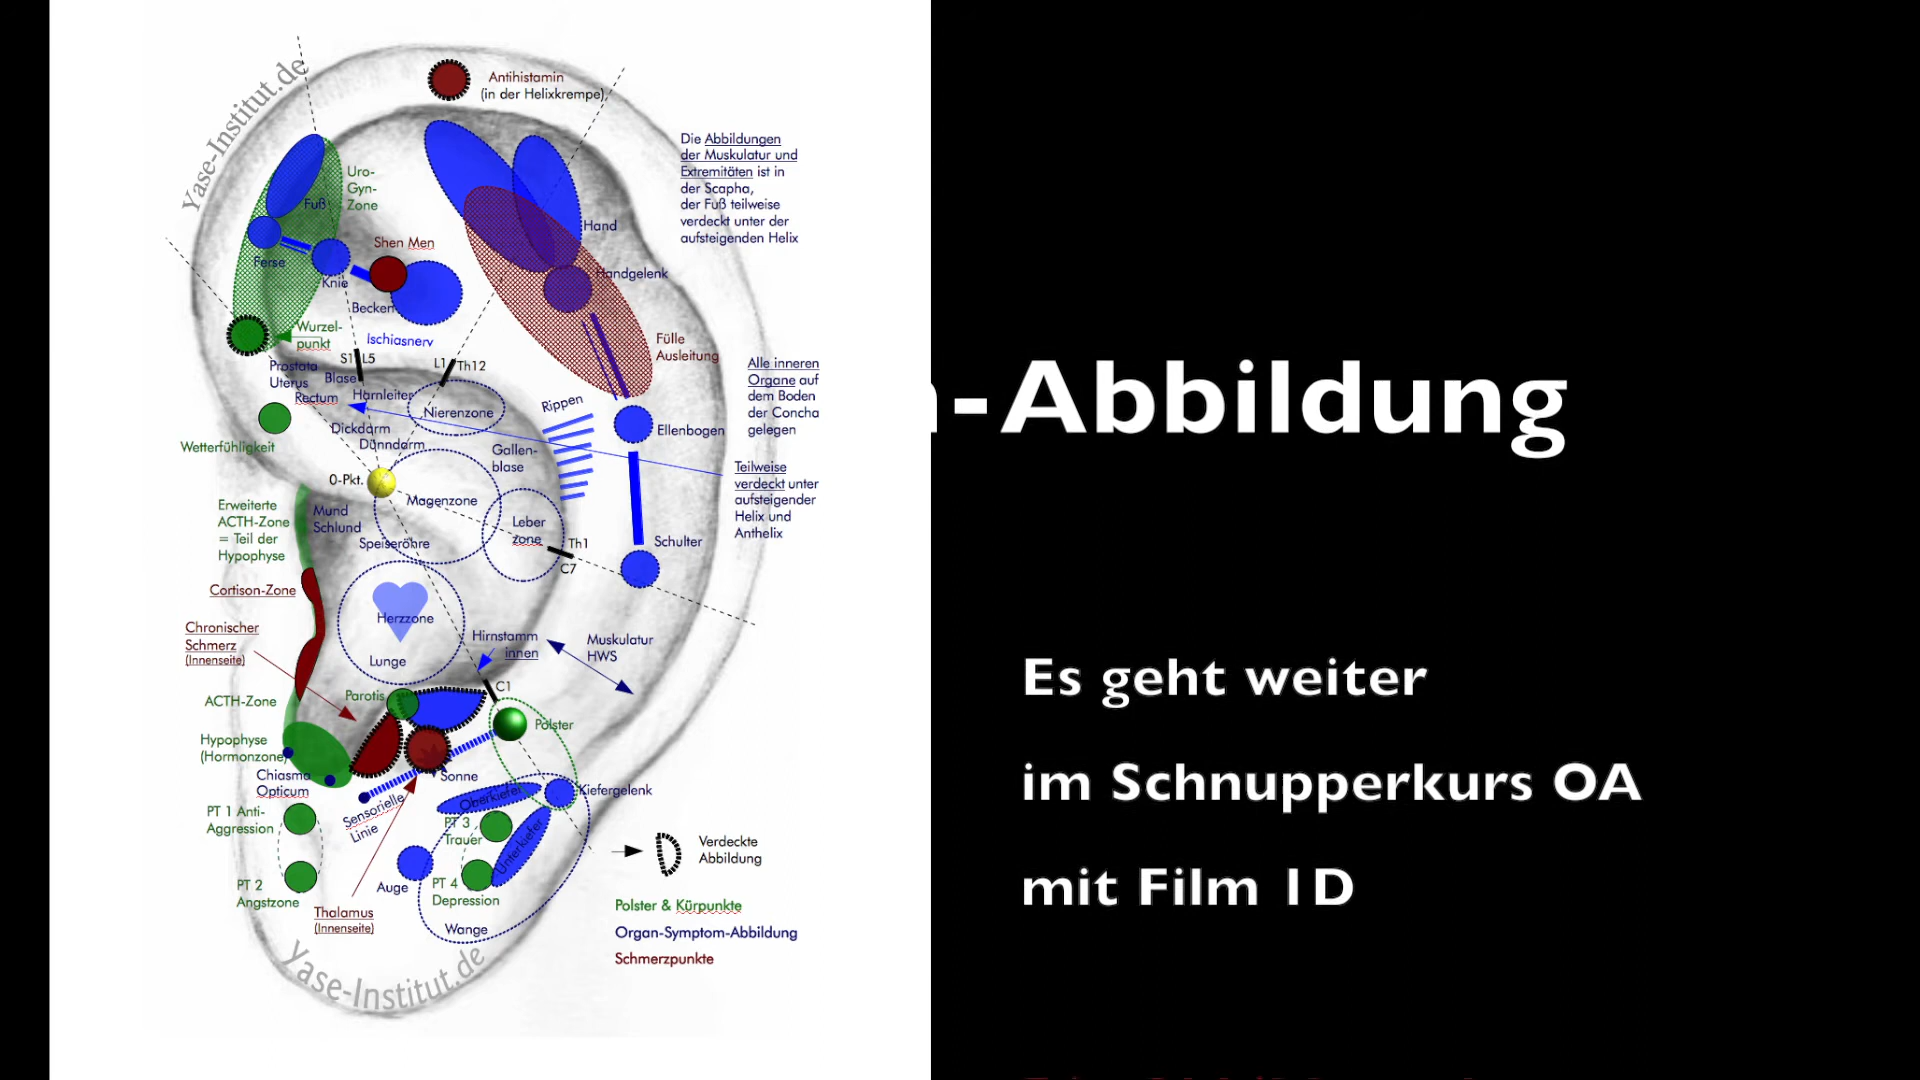 Yase-Institut.de
Antihistamin
(in der Helixkrempe)
Die Abbildungen
der Muskulatur und
Extremitäten ist in
der Scapha,
der Fuß teilweise
verdeckt unter der
aufsteigenden Helix
Uro-
Gyn-
Zone
Fuß
Hand
Shen Men
Ferse
Handgelenk
Knie
Becken
Wurzel-
punkt
Ischiasnerv
Fülle
Ausleitung
S1
L5
L1
Th12
Prostata
Uterus
Rectum
Blase
Harnleiter
Nierenzone
Rippen
Alle inneren
Organe auf
dem Boden
der Concha
gelegen
Dickdarm
Dünndarm
Ellenbogen
Wetterfühligkeit
Gallen-
blase
0-Pkt.
Magenzone
Teilweise
verdeckt unter
aufsteigender
Helix und
Anthelix
Erweiterte
ACTH-Zone
= Teil der
Hypophyse
Mund
Schlund
Speiseröhre
Leber
zone
Th1
C7
Schulter
Cortison-Zone
Herzzone
Lunge
Chronischer
Schmerz
(Innenseite)
Hirnstamm
innen
Muskulatur
HWS
ACTH-Zone
Parotis
C1
Polster
Hypophyse
(Hormonzone)
Chiasma
Opticum
Sonne
Kiefergelenk
Sensorielle
Linie
Oberkiefer
Unterkiefer
PT 1 Anti-
Aggression
PT 3
Trauer
PT 2
Angstzone
Auge
PT 4
Depression
Thalamus
(Innenseite)
Wange
Verdeckte
Abbildung
Polster & Kürpunkte
Organ-Symptom-Abbildung
Schmerzpunkte
Yase-Institut.de
-Abbildung
Es geht weiter
im Schnupperkurs OA
mit Film 1D